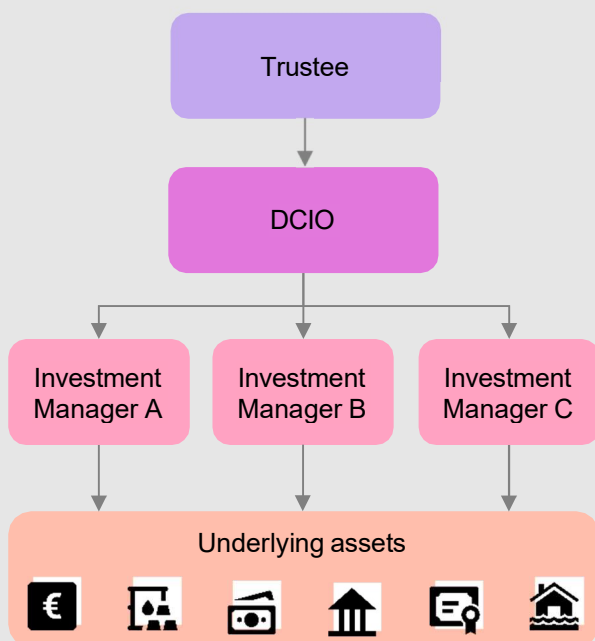 Trustee
DCIO
Investment
Manager A
Investment
Manager B
Investment
Manager C
Underlying assets
€